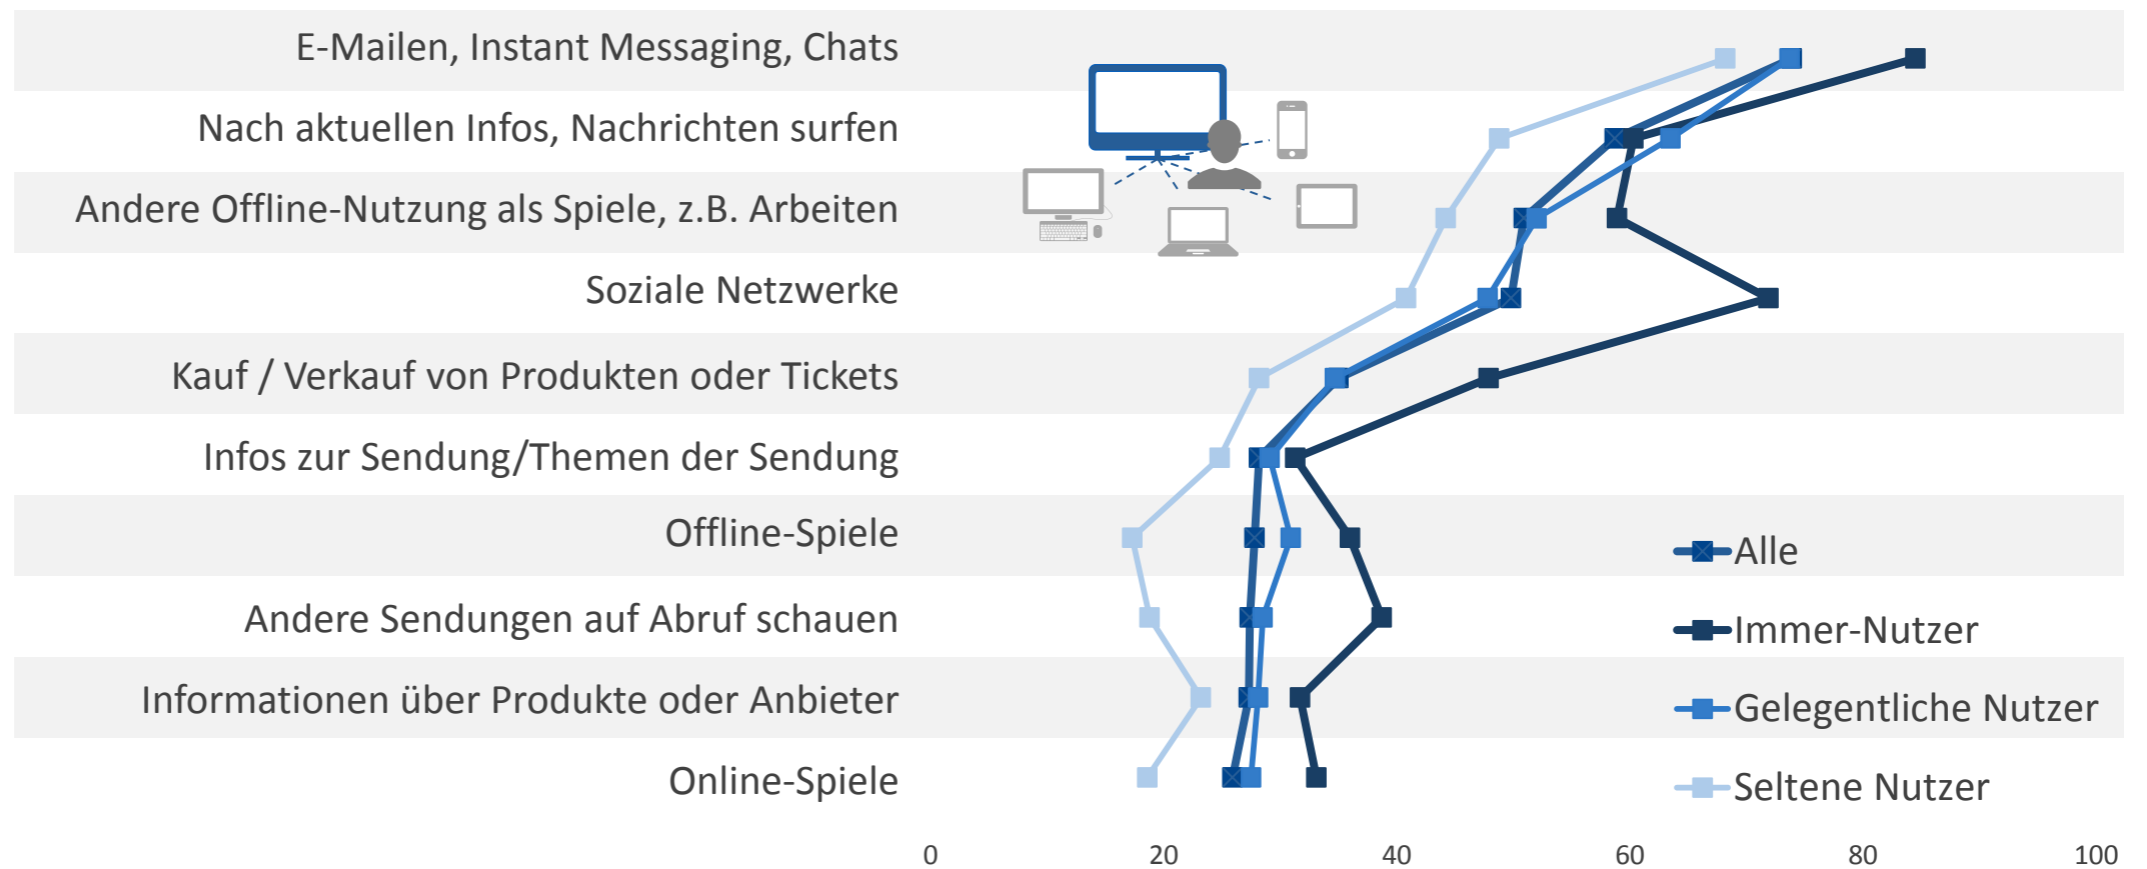 E-Mailen, Instant Messaging, Chats
Nach aktuellen Infos, Nachrichten surfen
Andere Offline-Nutzung als Spiele, z.B. Arbeiten
Soziale Netzwerke
Kauf / Verkauf von Produkten oder Tickets
Infos zur Sendung/Themen der Sendung
Offline-Spiele
Andere Sendungen auf Abruf schauen
Informationen über Produkte oder Anbieter
Online-Spiele
Alle
Immer-Nutzer
Gelegentliche Nutzer
Seltene Nutzer
0 20 40 60 80 100